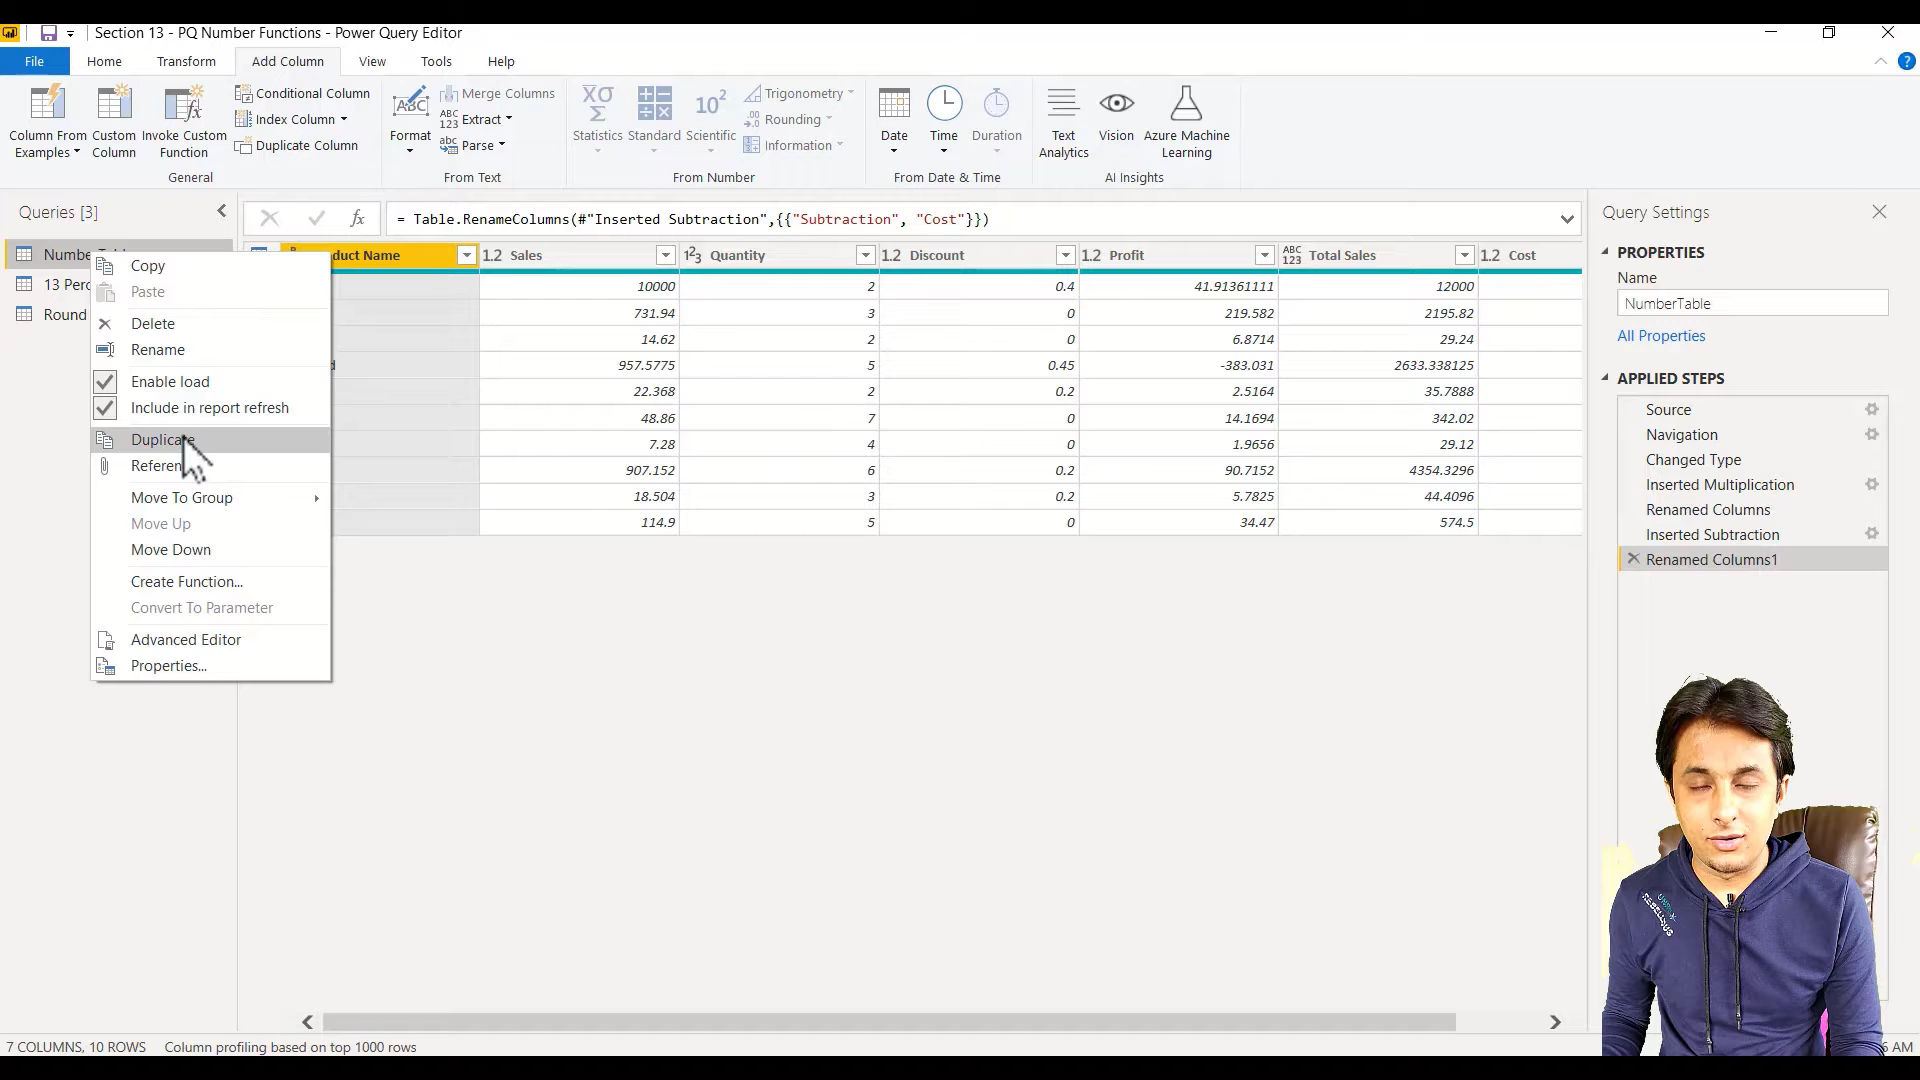 Section 13 - PQ Number Functions - Power Query Editor
File Home Transform Add Column View Tools Help
Column From Examples
Custom Column
Invoke Custom Function
Conditional Column
Index Column
Duplicate Column
General
ABC
Format
Merge Columns
ABC 123 Extract
abc Parse
From Text
XΟ Σ
Statistics
Standard
10² Scientific
Trigonometry
.00 Rounding
Information
From Number
Date
Time
Duration
From Date & Time
Text Analytics
Vision
Azure Machine Learning
AI Insights
Queries [3]
fx
= Table.RenameColumns(#"Inserted Subtraction",{{"Subtraction", "Cost"}})
13
Round
Copy
Paste
Delete
Rename
Enable load
Include in report refresh
Duplicate
Move To Group
Move Up
Move Down
Create Function...
Convert To Parameter
Advanced Editor
Properties...
Name 1.2 Sales 1²3 Quantity 1.2 Discount 1.2 Profit ABC 123 Total Sales 1.2 Cost
10000 2 0.4 41.91361111 12000
731.94 3 0 219.582 2195.82
14.62 2 0 6.8714 29.24
957.5775 5 0.45 -383.031 2633.338125
22.368 2 0.2 2.5164 35.7888
48.86 7 0 14.1694 342.02
7.28 4 0 1.9656 29.12
907.152 6 0.2 90.7152 4354.3296
18.504 3 0.2 5.7825 44.4096
114.9 5 0 34.47 574.5
Query Settings
PROPERTIES
Name
NumberTable
All Properties
APPLIED STEPS
Source
Navigation
Changed Type
Inserted Multiplication
Renamed Columns
Inserted Subtraction
Renamed Columns1
7 COLUMNS, 10 ROWS Column profiling based on top 1000 rows
6 AM